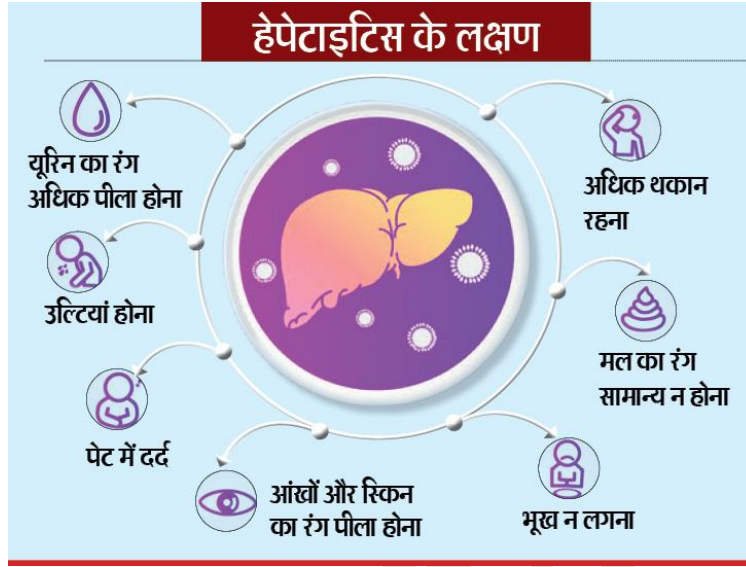 हेपेटाइटिस के लक्षण
यूरिन का रंग
अधिक पीला होना
उल्टियां होना
पेट में दर्द
आंखों और स्किन
का रंग पीला होना
भूख न लगना
मल का रंग
सामान्य न होना
अधिक थकान
रहना